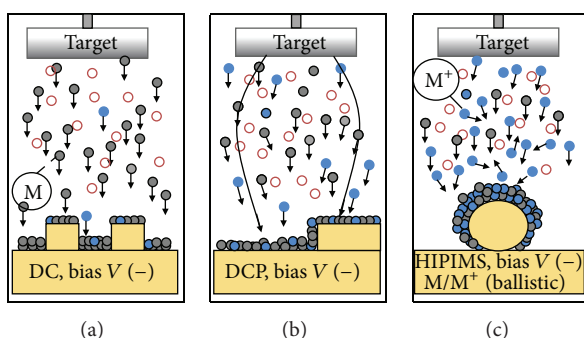 Target
M
DC, bias V (−)
(a)
Target
DCP, bias V (−)
(b)
Target
M⁺
HIPIMS, bias V (−)
M/M⁺ (ballistic)
(c)